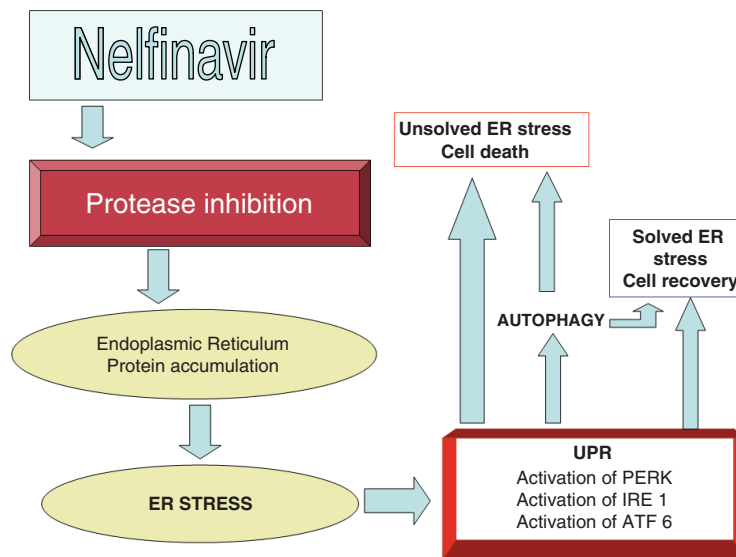 Nelfinavir
Protease inhibition
Endoplasmic Reticulum
Protein accumulation
ER STRESS
Unsolved ER stress
Cell death
Solved ER
stress
Cell recovery
AUTOPHAGY
UPR
Activation of PERK
Activation of IRE 1
Activation of ATF 6